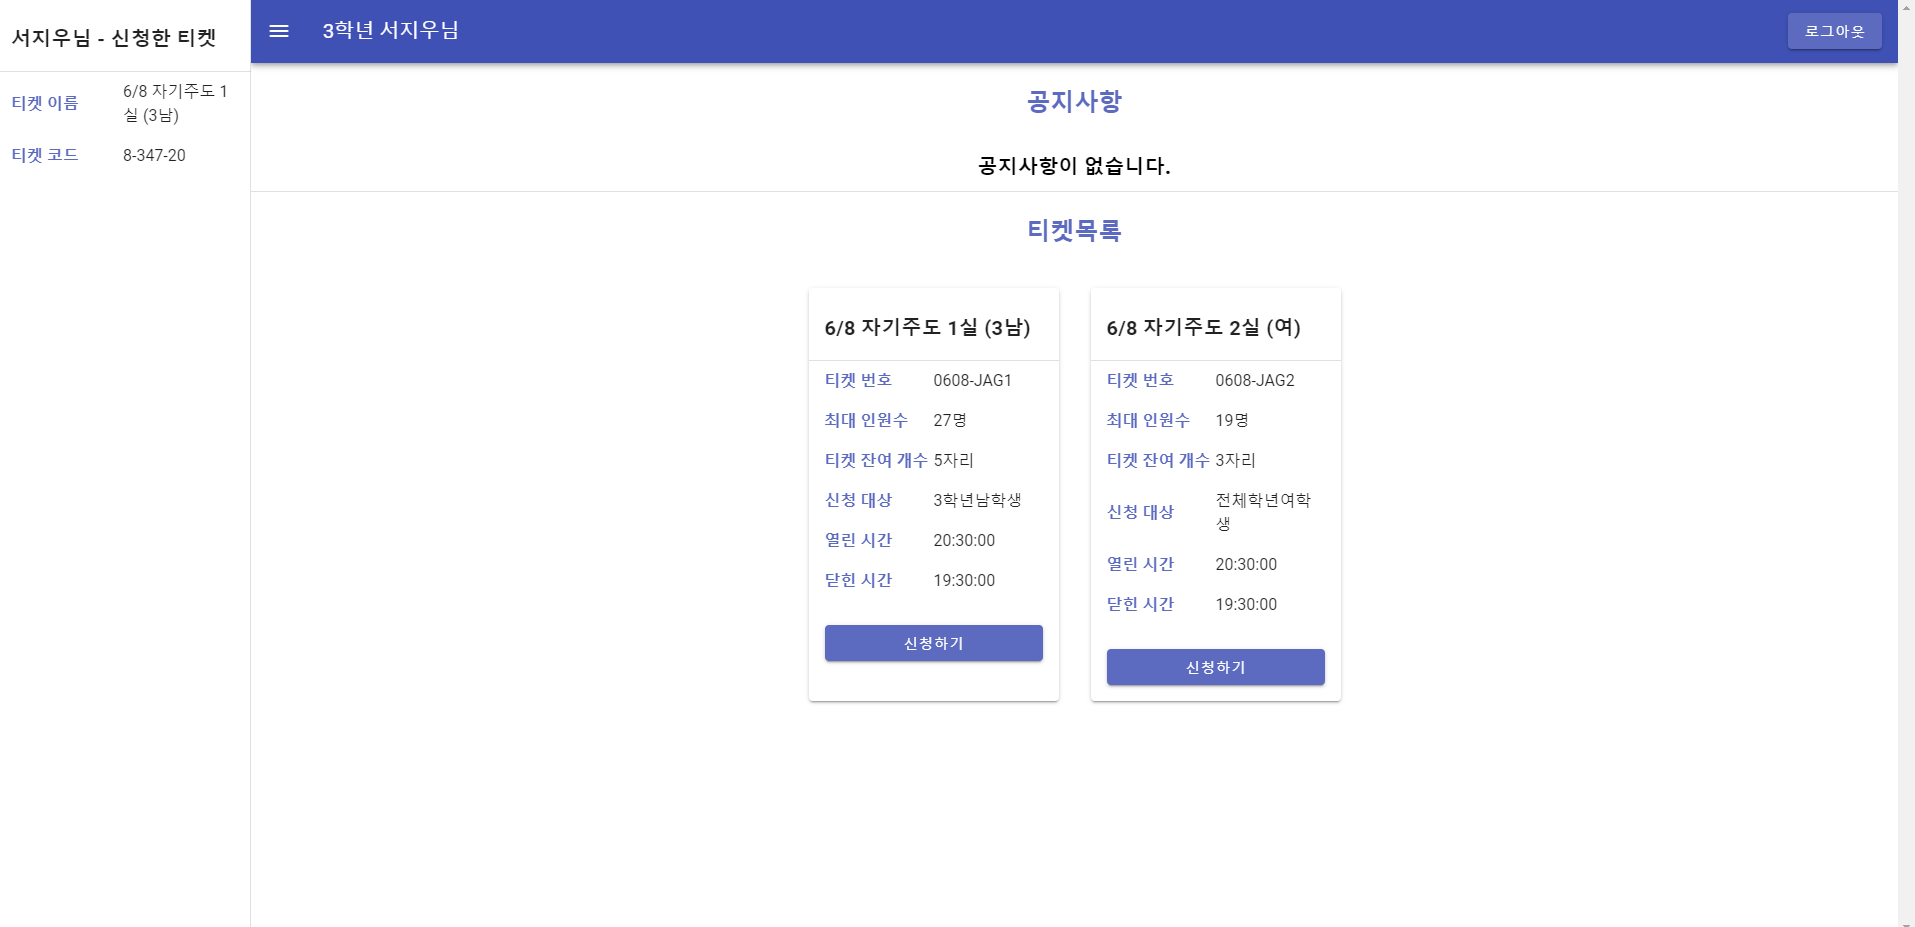 서지우님 - 신청한 티켓
티켓 이름
6/8 자기주도 1
실 (3남)
티켓 코드
8-347-20
3학년 서지우님
로그아웃
공지사항
공지사항이 없습니다.
티켓목록
6/8 자기주도 1실 (3남)
티켓 번호
0608-JAG1
최대 인원수
27명
티켓 잔여 개수
5자리
신청 대상
3학년남학생
열린 시간
20:30:00
닫힌 시간
19:30:00
신청하기
6/8 자기주도 2실 (여)
티켓 번호
0608-JAG2
최대 인원수
19명
티켓 잔여 개수
3자리
신청 대상
전체학년여학
생
열린 시간
20:30:00
닫힌 시간
19:30:00
신청하기